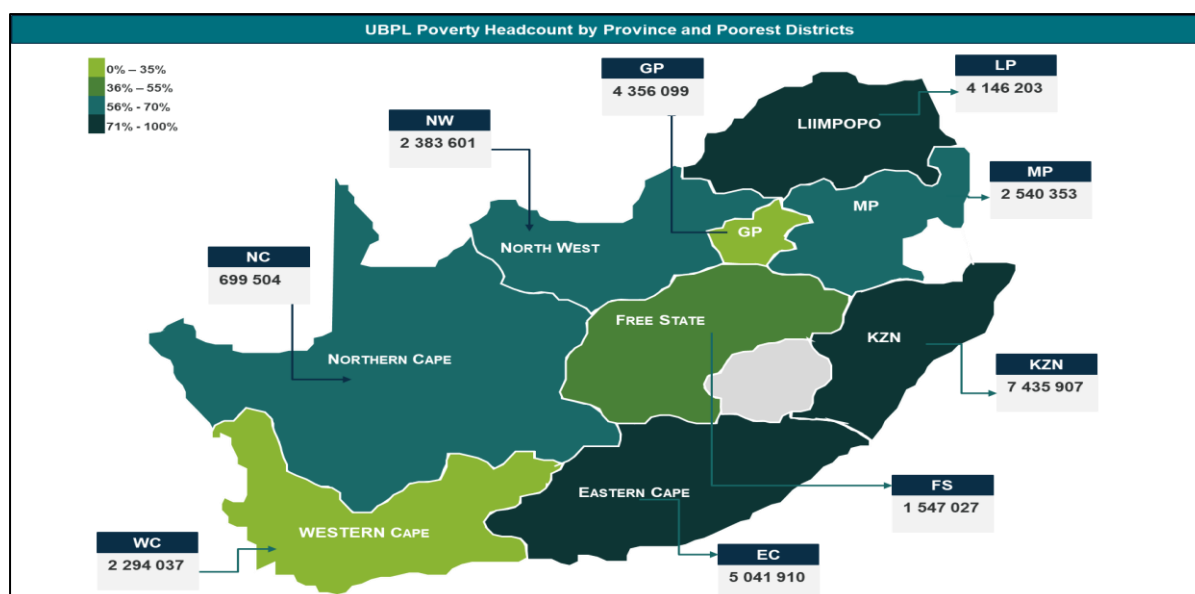 UBPL Poverty Headcount by Province and Poorest Districts
0% – 35%
36% – 55%
56% - 70%
71% - 100%
GP
4 356 099
LP
4 146 203
NW
2 383 601
LIIMPOPO
MP
2 540 353
MP
GP
NORTH WEST
NC
699 504
FREE STATE
KZN
NORTHERN CAPE
KZN
7 435 907
EASTERN CAPE
FS
1 547 027
WESTERN CAPE
WC
2 294 037
EC
5 041 910